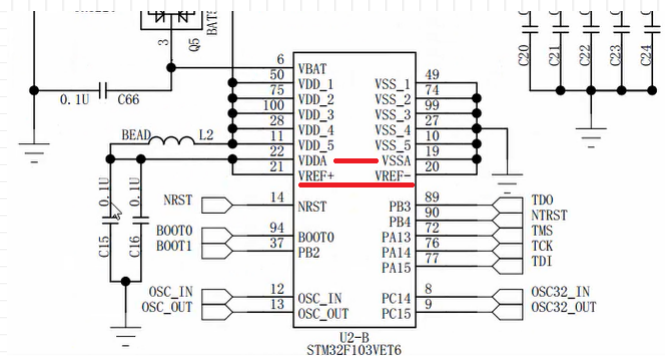 BAT5
3
Q5
0.1U
C66
BEAD
L2
0.1U
0.1U
C15
C16
6
VBAT
50
VDD_1
75
VDD_2
100
VDD_3
28
VDD_4
11
VDD_5
22
VDDA
21
VREF+
VSS_1
49
VSS_2
74
VSS_3
99
VSS_4
27
VSS_5
10
VSSA
19
VREF-
20
NRST
14
NRST
BOOT0
94
BOOT0
BOOT1
37
PB2
OSC_IN
12
OSC_IN
OSC_OUT
13
OSC_OUT
PB3
89
TDO
PB4
90
NTRST
PA13
72
TMS
PA14
76
TCK
PA15
77
TDI
PC14
8
OSC32_IN
PC15
9
OSC32_OUT
U2-B
STM32F103VET6
C20
C21
C22
C23
C24